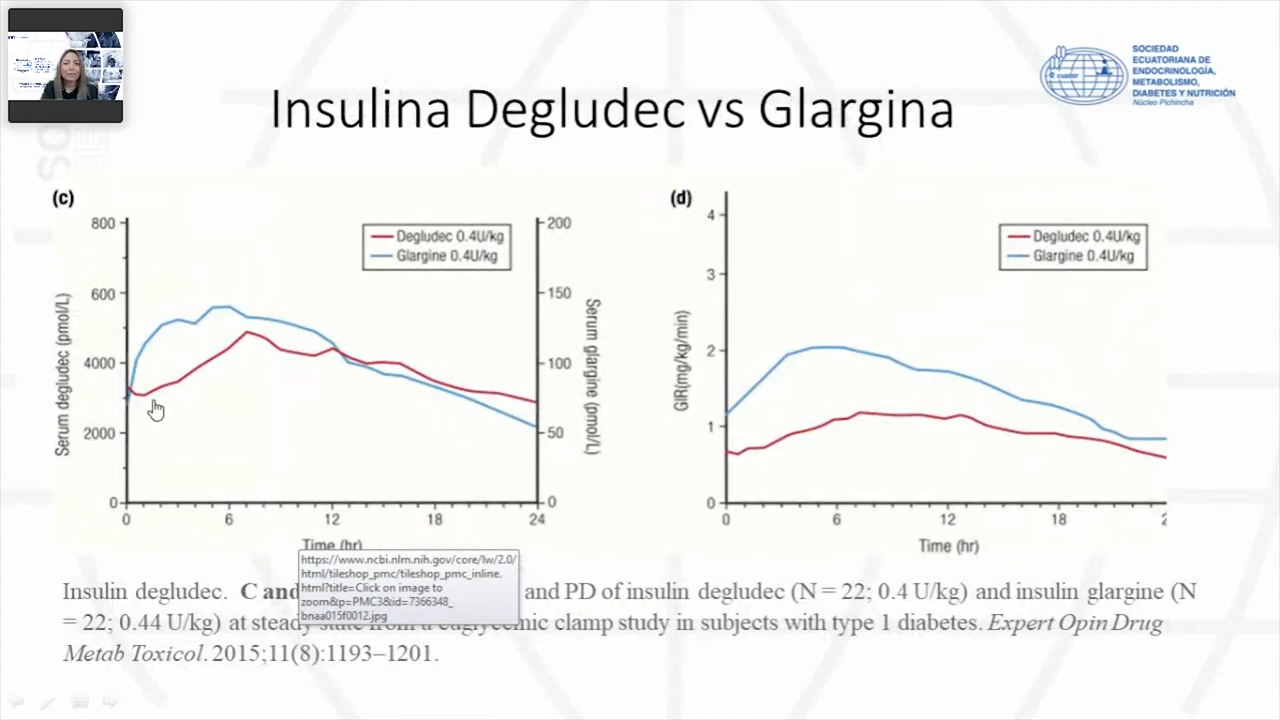 SOCIEDAD
ECUATORIANA DE
ENDOCRINOLOGÍA,
METABOLISMO,
DIABETES Y NUTRICIÓN
Núcleo Pichincha
ecuador
Insulina Degludec vs Glargina
(c)
800
600
4000
2000
0
Serum degludec (pmol/L)
200
150
100
50
0
Serum glargine (pmol/L)
Degludec 0.4U/kg
Glargine 0.4U/kg
0 6 12 18 24
Time (hr)
(d)
4
3
2
1
0
GIR(mg/kg/min)
Degludec 0.4U/kg
Glargine 0.4U/kg
0 6 12 18 2
Time (hr)
https://www.ncbi.nlm.nih.gov/core/lw/2.0/
html/tileshop_pmc/tileshop_pmc_inline.
html?title=Click on image to
zoom&p=PMC3&id=7366348_
bnaa015f0012.jpg
Insulin degludec. C and and PD of insulin degludec (N = 22; 0.4 U/kg) and insulin glargine (N
= 22; 0.44 U/kg) at steady state from a euglycemic clamp study in subjects with type 1 diabetes. Expert Opin Drug
Metab Toxicol. 2015;11(8):1193–1201.